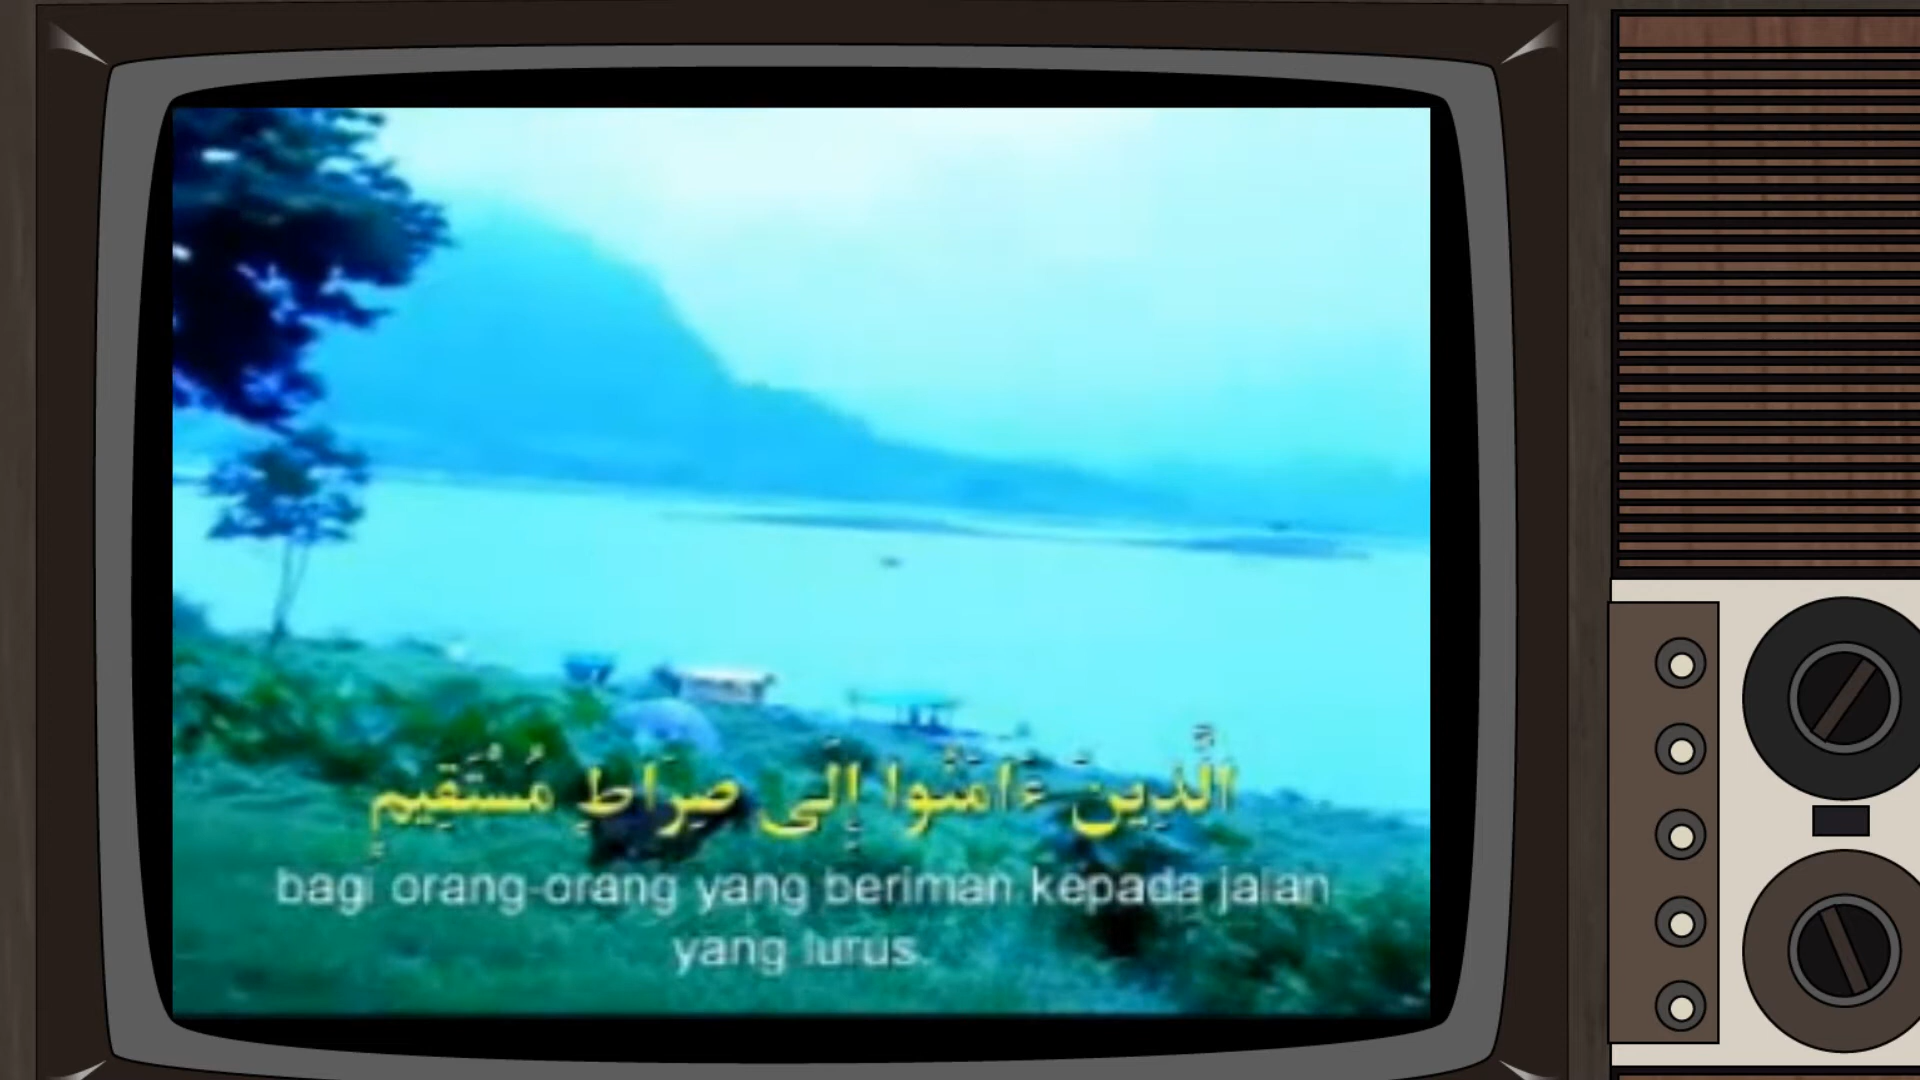 الَّذِينَ ءَامَنُوا إِلَى صِرَاطٍ مُسْتَقِيمٍ
bagi orang-orang yang beriman kepada jalan
yang lurus.